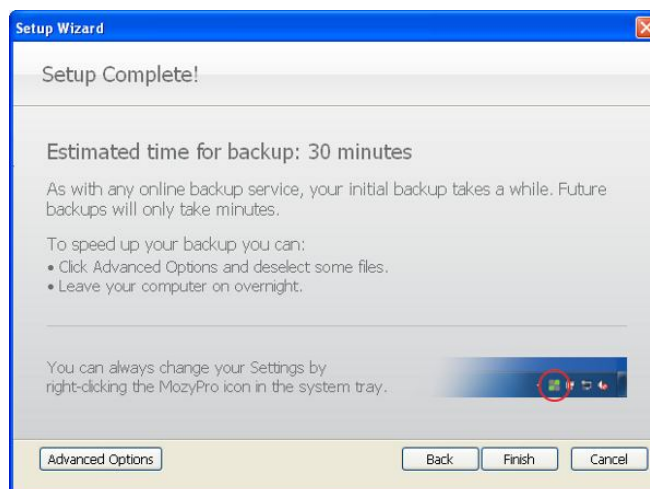 Setup Wizard
Setup Complete!
Estimated time for backup: 30 minutes
As with any online backup service, your initial backup takes a while. Future
backups will only take minutes.
To speed up your backup you can:
• Click Advanced Options and deselect some files.
• Leave your computer on overnight.
You can always change your Settings by
right-clicking the MozyPro icon in the system tray.
Advanced Options Back Finish Cancel